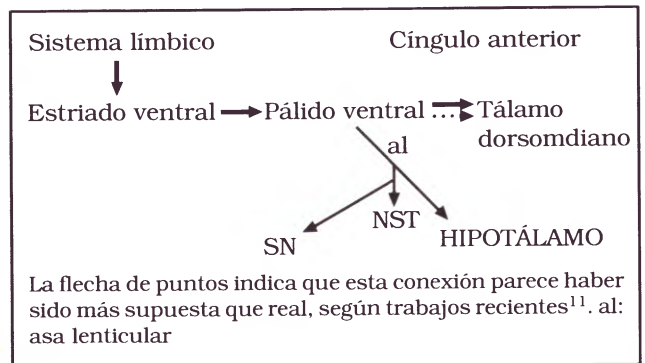 Sistema límbico Cíngulo anterior
Estriado ventral Pálido ventral ... Tálamo
dorsomdiano
al
NST
SN HIPOTÁLAMO
La flecha de puntos indica que esta conexión parece haber
sido más supuesta que real, según trabajos recientes¹¹. al:
asa lenticular